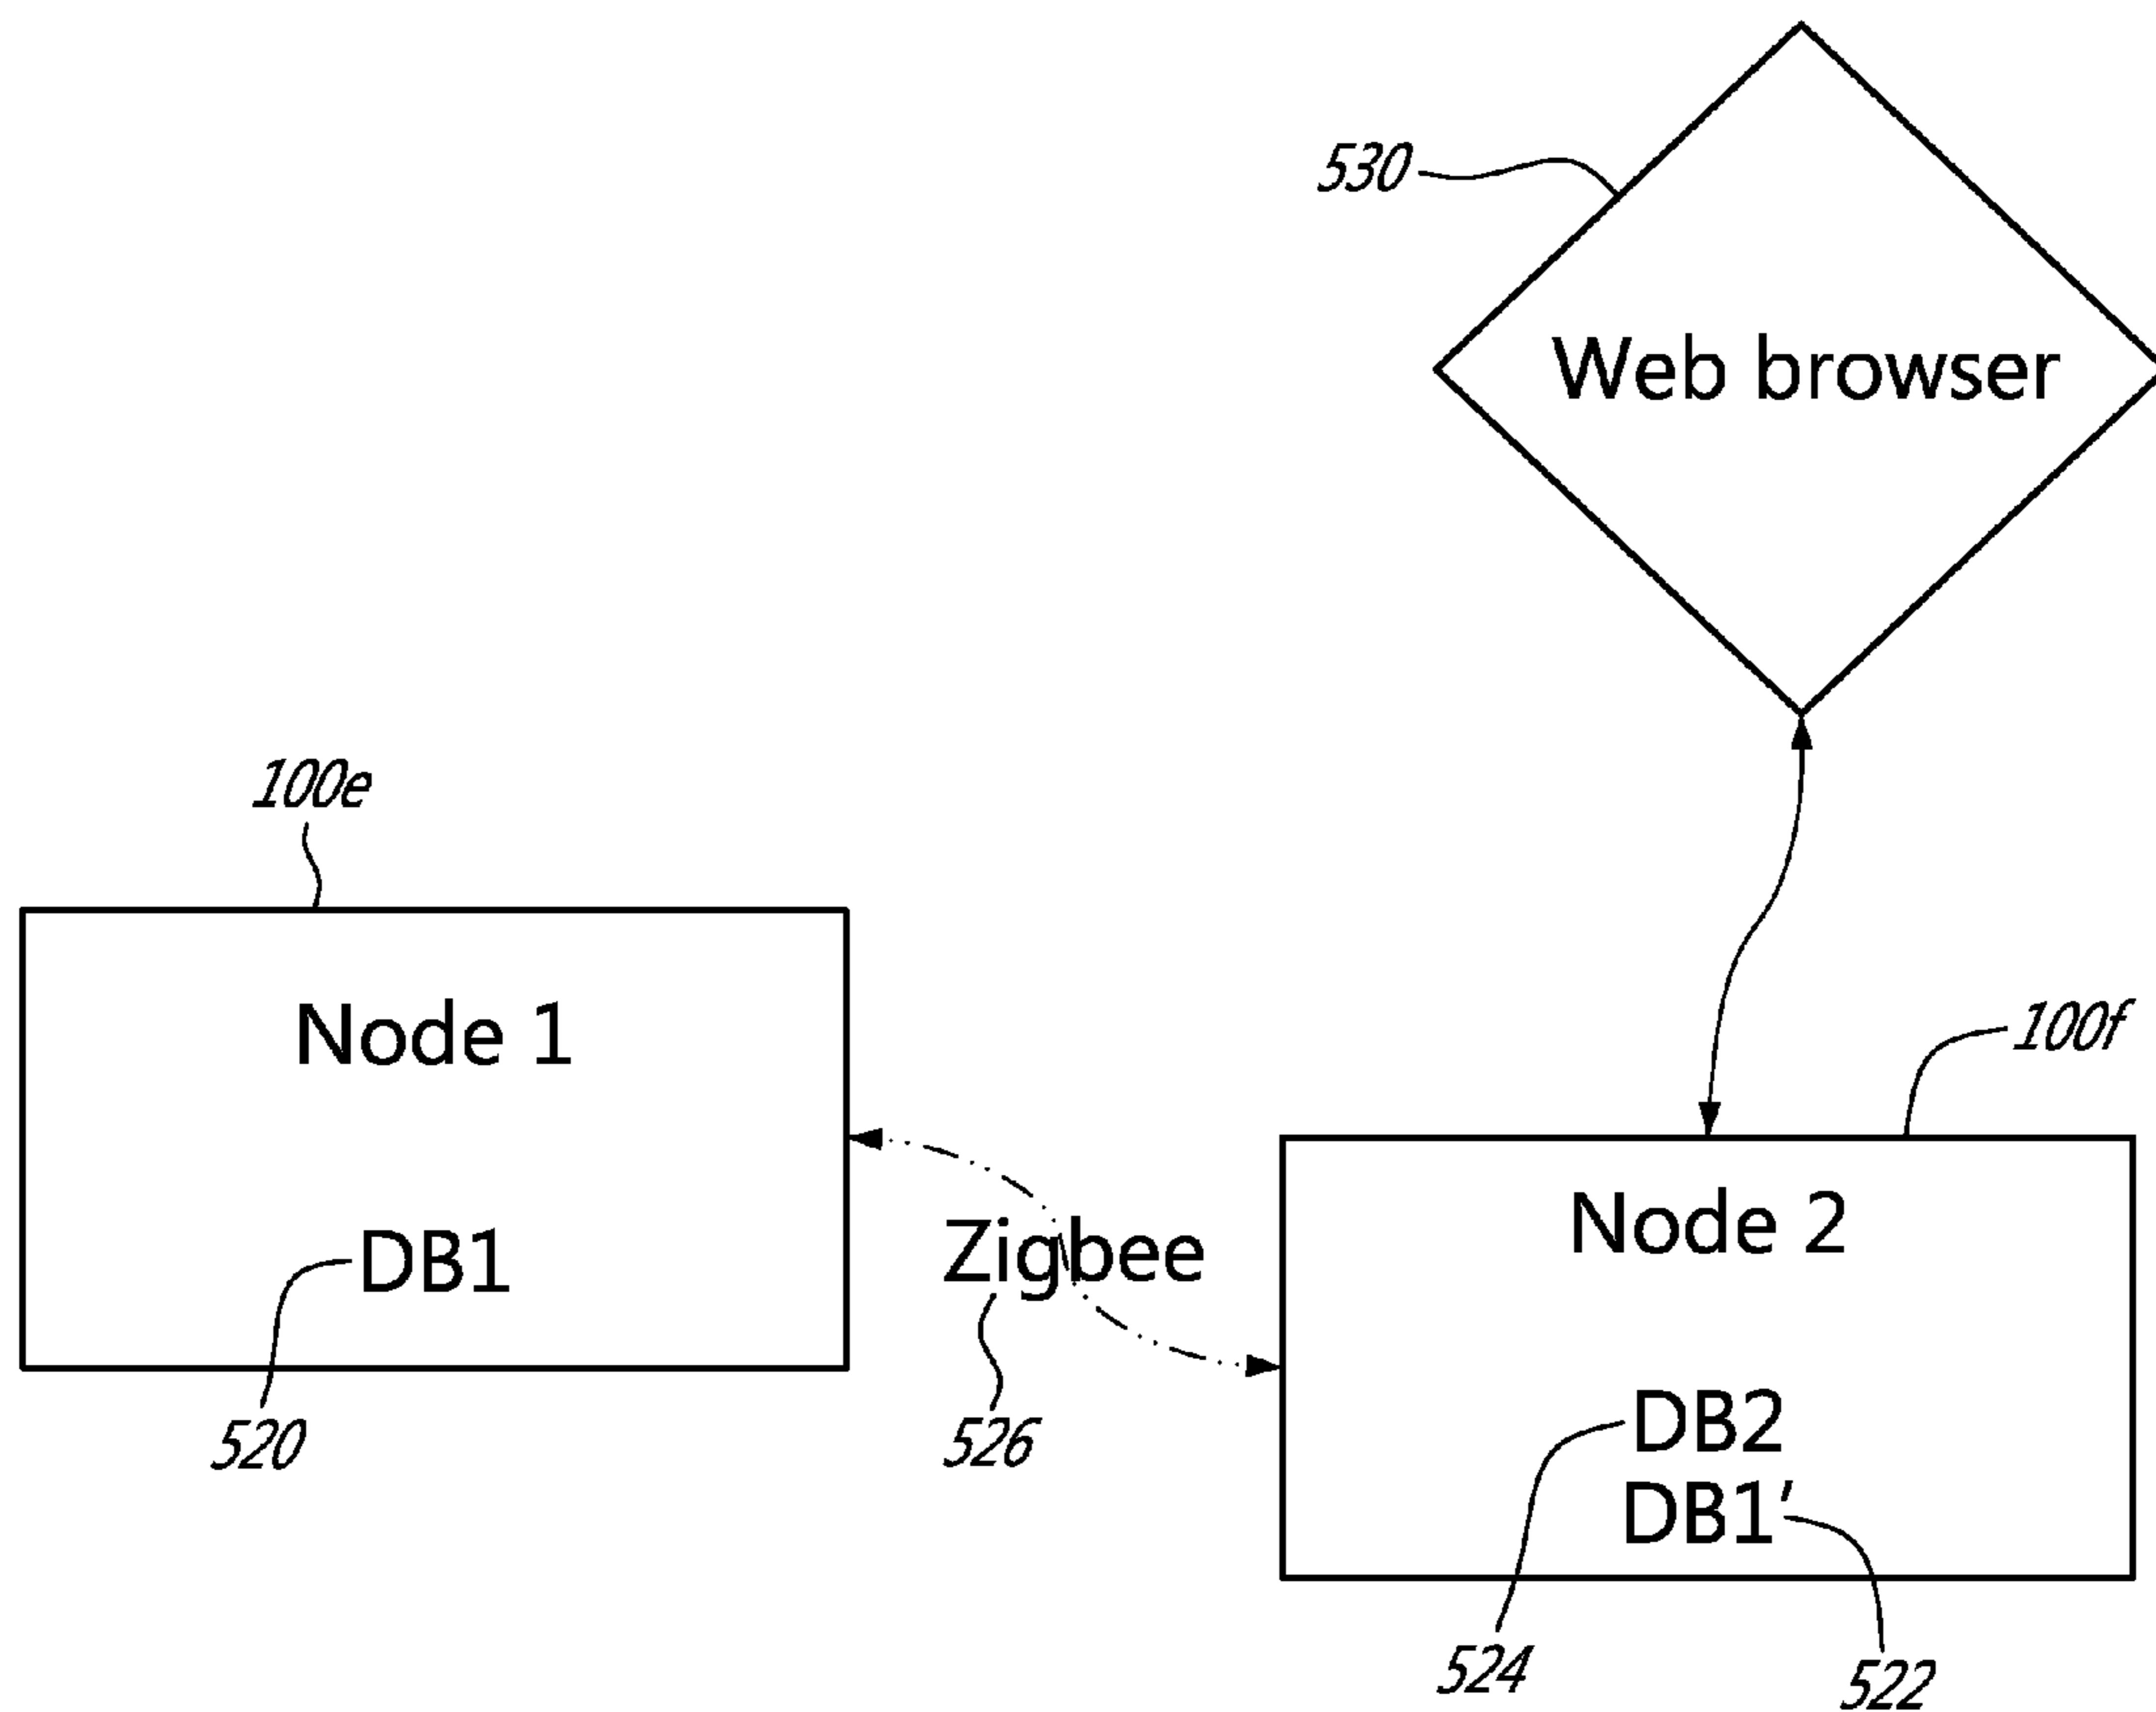 530
Web browser
100e
Node 1
100f
Zigbee
Node 2
DB1
DB2
520
526
DB1'
524
522